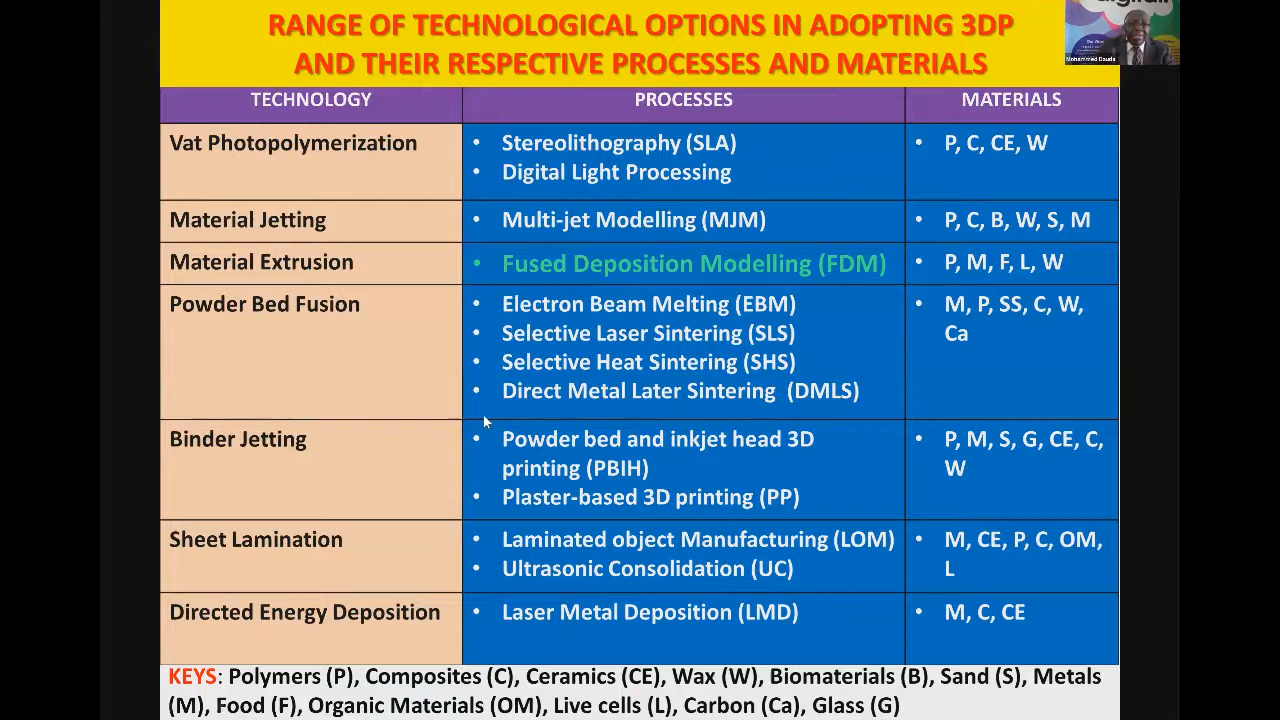 RANGE OF TECHNOLOGICAL OPTIONS IN ADOPTING 3DP
AND THEIR RESPECTIVE PROCESSES AND MATERIALS
Mohammed Dauda
TECHNOLOGY PROCESSES MATERIALS
Vat Photopolymerization • Stereolithography (SLA) • P, C, CE, W
• Digital Light Processing
Material Jetting • Multi-jet Modelling (MJM) • P, C, B, W, S, M
Material Extrusion • Fused Deposition Modelling (FDM) • P, M, F, L, W
Powder Bed Fusion • Electron Beam Melting (EBM) • M, P, SS, C, W,
• Selective Laser Sintering (SLS) Ca
• Selective Heat Sintering (SHS)
• Direct Metal Later Sintering (DMLS)
Binder Jetting • Powder bed and inkjet head 3D • P, M, S, G, CE, C,
printing (PBIH) W
• Plaster-based 3D printing (PP)
Sheet Lamination • Laminated object Manufacturing (LOM) • M, CE, P, C, OM,
• Ultrasonic Consolidation (UC) L
Directed Energy Deposition • Laser Metal Deposition (LMD) • M, C, CE
KEYS: Polymers (P), Composites (C), Ceramics (CE), Wax (W), Biomaterials (B), Sand (S), Metals
(M), Food (F), Organic Materials (OM), Live cells (L), Carbon (Ca), Glass (G)